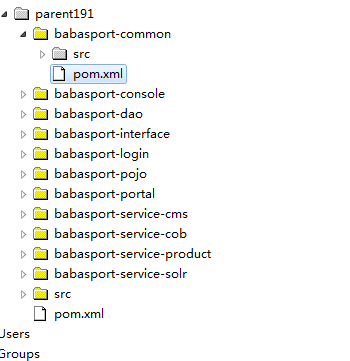 parent191
babasport-common
src
pom.xml
babasport-console
babasport-dao
babasport-interface
babasport-login
babasport-pojo
babasport-portal
babasport-service-cms
babasport-service-cob
babasport-service-product
babasport-service-solr
src
pom.xml
Users
Groups